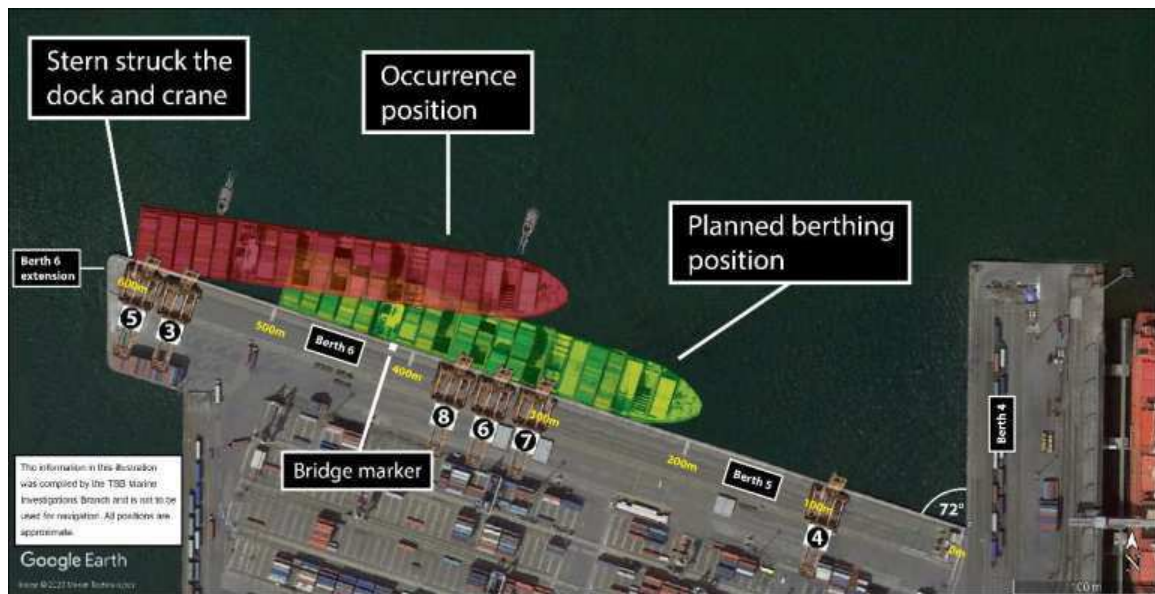 Stern struck the
dock and crane
Occurrence
position
Planned berthing
position
Berth 6
extension
600m
5
3
500m
Berth 6
400m
8
6
7
300m
Bridge marker
200m
Berth 5
100m
4
72°
0m
Berth 4
The information in this illustration
was compiled by the TSB Marine
Investigations Branch and is not to be
used for navigation. All positions are
approximate.
Google Earth
N